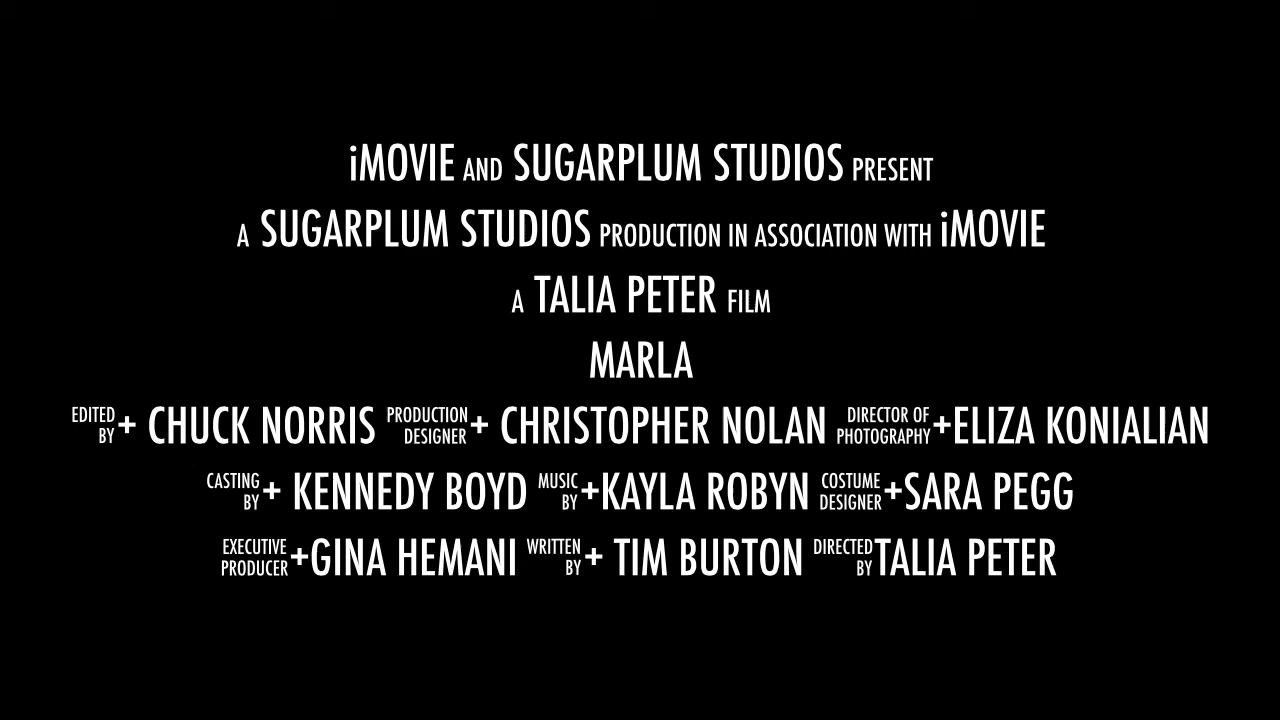 iMOVIE AND SUGARPLUM STUDIOS PRESENT
A SUGARPLUM STUDIOS PRODUCTION IN ASSOCIATION WITH iMOVIE
A TALIA PETER FILM
MARLA
EDITED BY + CHUCK NORRIS PRODUCTION DESIGNER + CHRISTOPHER NOLAN DIRECTOR OF PHOTOGRAPHY +ELIZA KONIALIAN
CASTING BY + KENNEDY BOYD MUSIC BY +KAYLA ROBYN COSTUME DESIGNER +SARA PEGG
EXECUTIVE PRODUCER +GINA HEMANI WRITTEN BY + TIM BURTON DIRECTED BY TALIA PETER